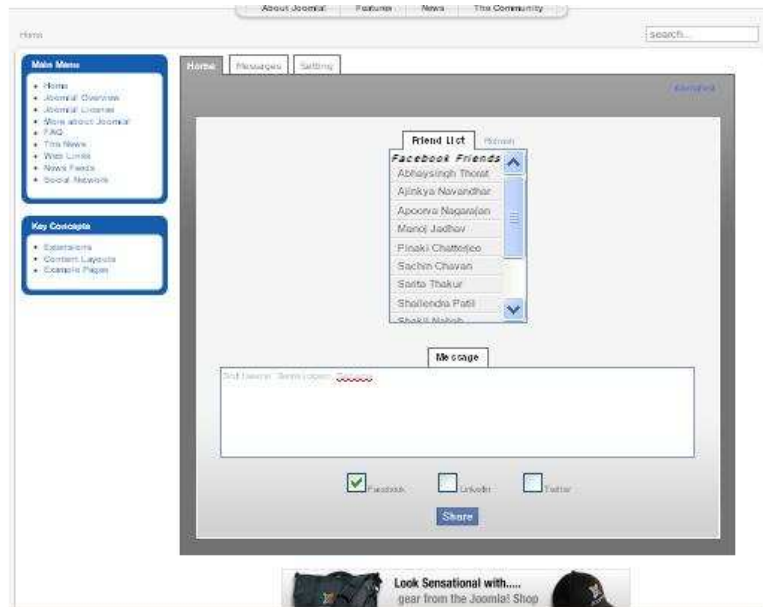 About Joomla! Features News The Community
Home
search...
Main Menu
Home
Joomla! Overview
Joomla! License
More about Joomla!
FAQ
The News
Web Links
News Feeds
Social Network
Key Concepts
Extensions
Content Layouts
Example Pages
Home Messages Setting
Friend List Refresh
Facebook Friends
Abhaysingh Thorat
Ajinkya Navandhar
Apoorva Nagarajan
Manoj Jadhav
Pinaki Chatterjee
Sachin Chavan
Sarita Thakur
Shailendra Patil
Message
Facebook LinkedIn Twitter
Share
Look Sensational with.....
gear from the Joomla! Shop